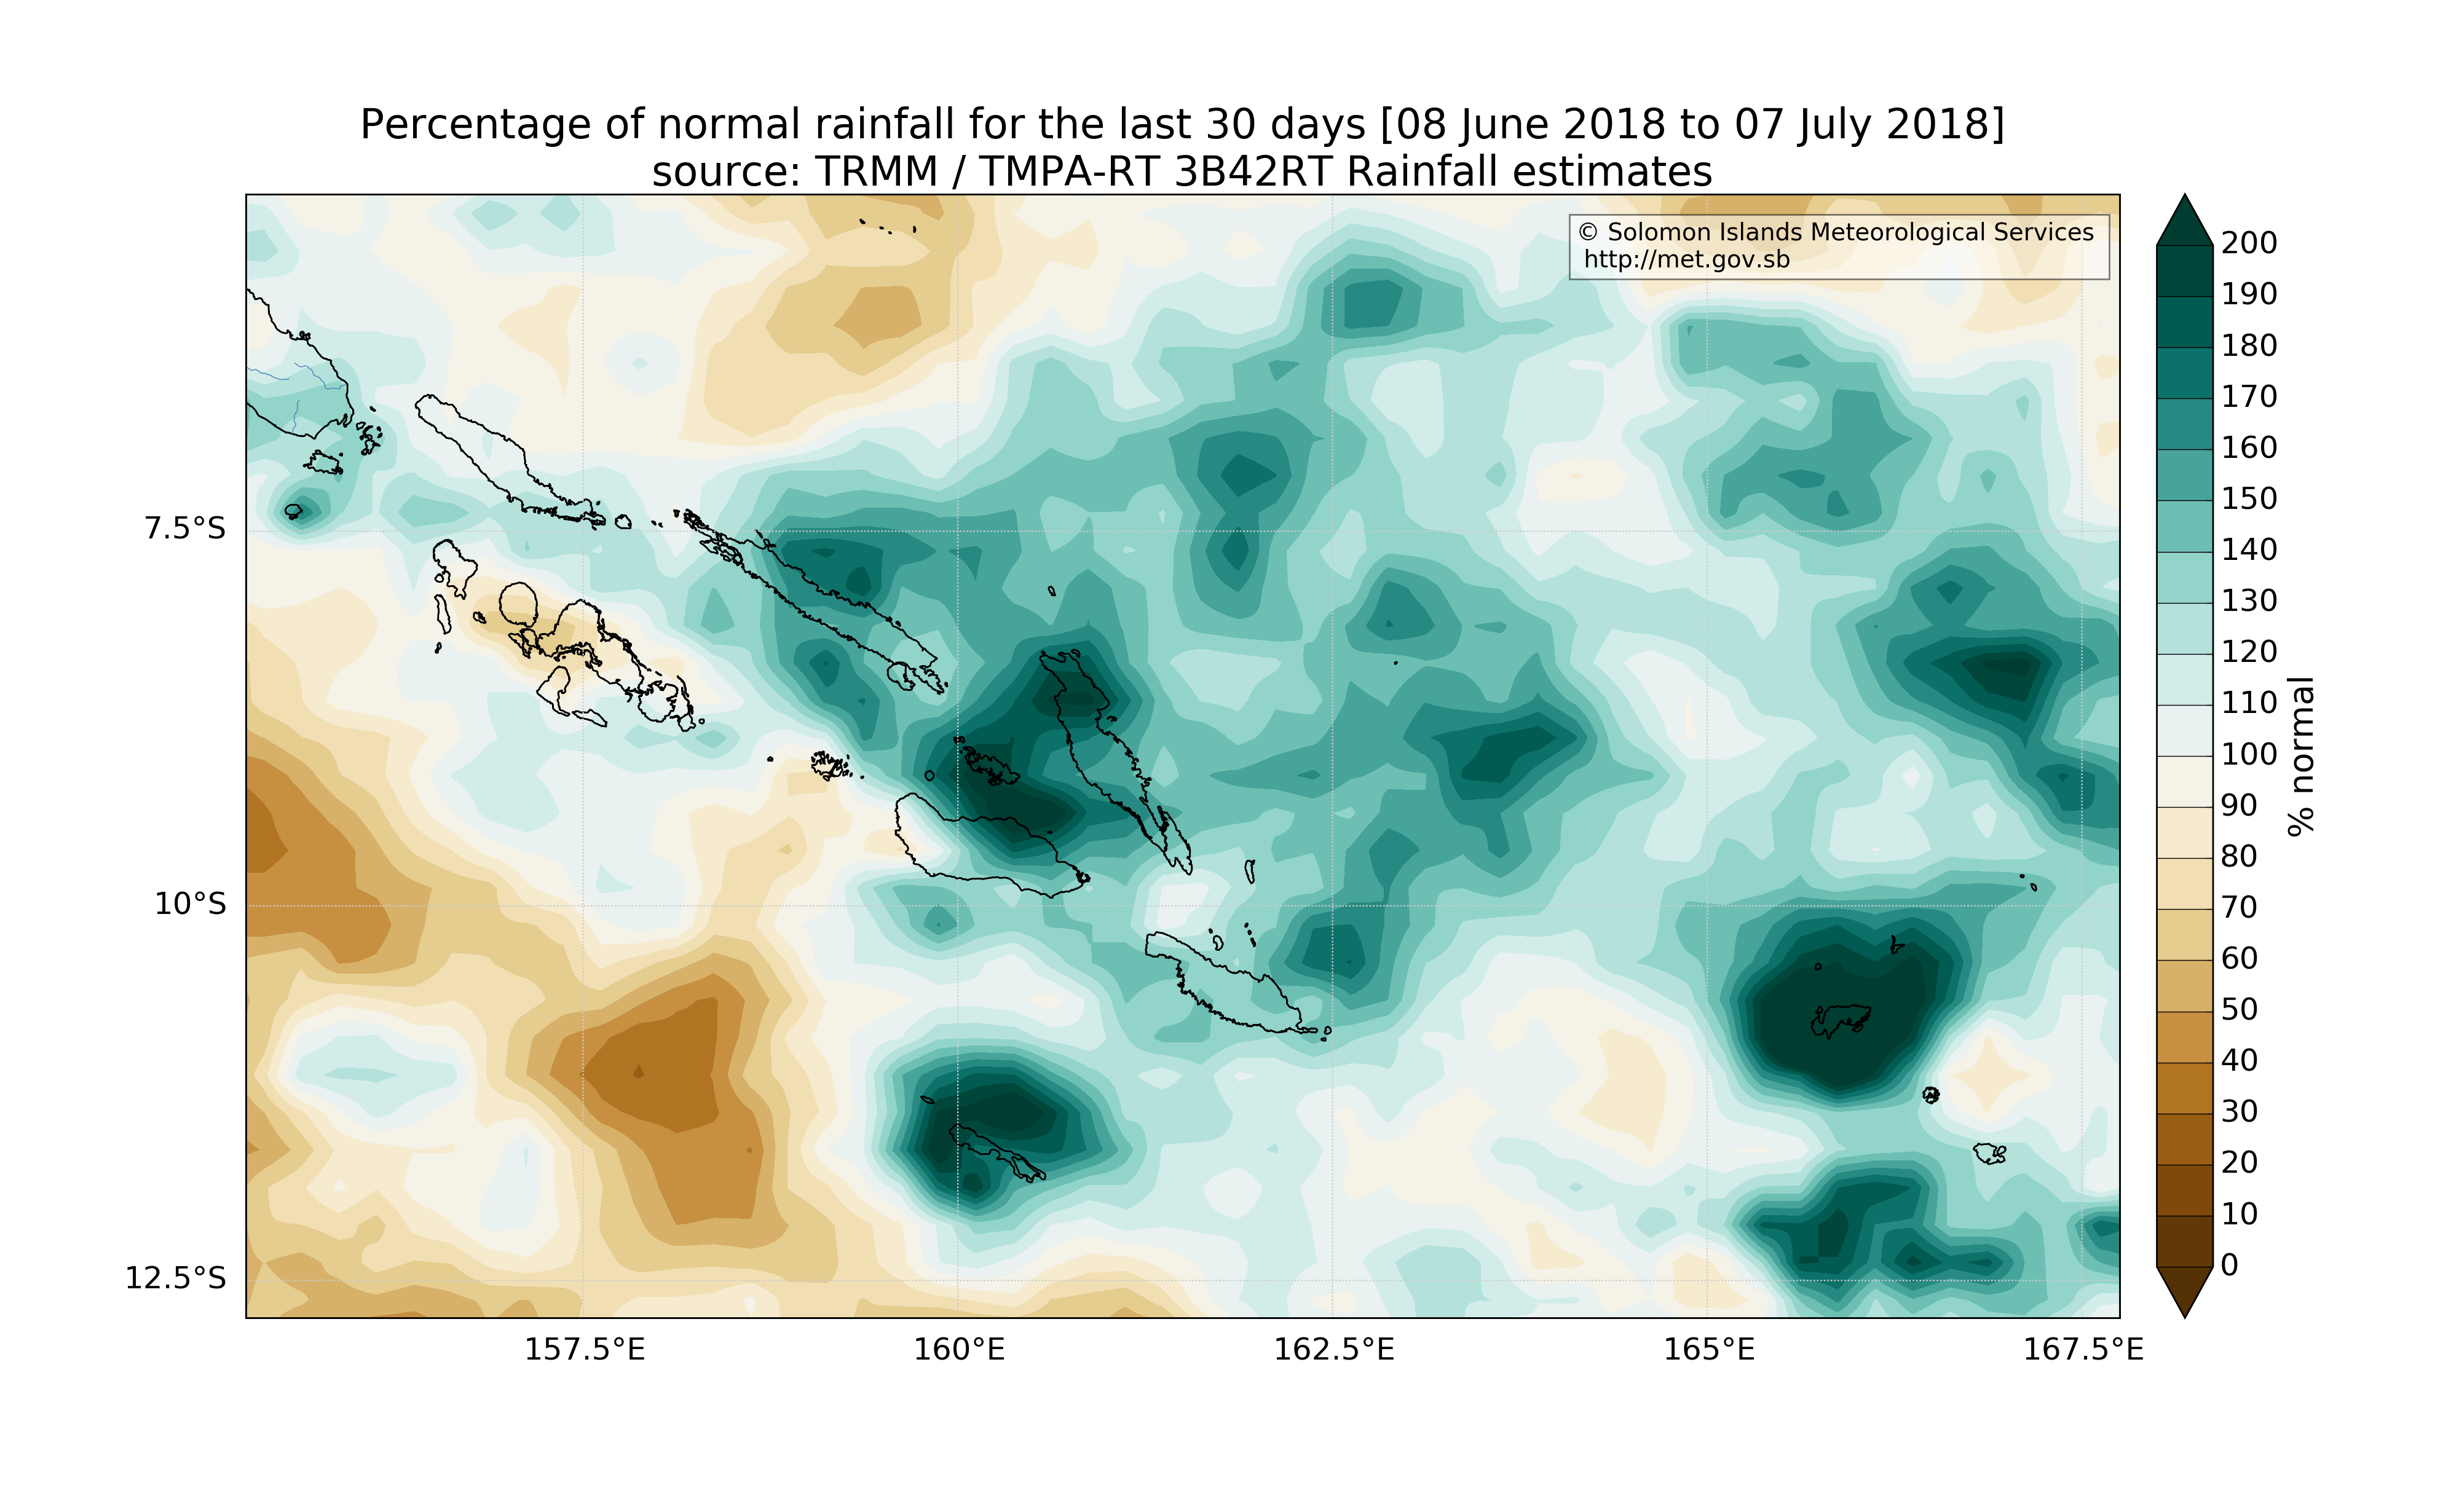 Percentage of normal rainfall for the last 30 days [08 June 2018 to 07 July 2018]
source: TRMM / TMPA-RT 3B42RT Rainfall estimates
© Solomon Islands Meteorological Services
http://met.gov.sb
7.5°S
10°S
12.5°S
157.5°E
160°E
162.5°E
165°E
167.5°E
200
190
180
170
160
150
140
130
120
110
100
90
80
70
60
50
40
30
20
10
0
% normal